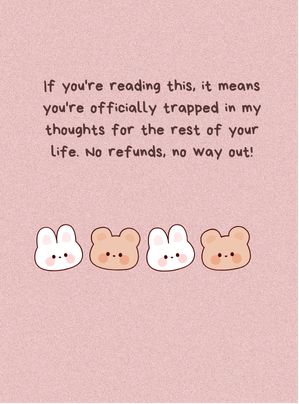 If you're reading this, it means
you're officially trapped in my
thoughts for the rest of your
life. No refunds, no way out!